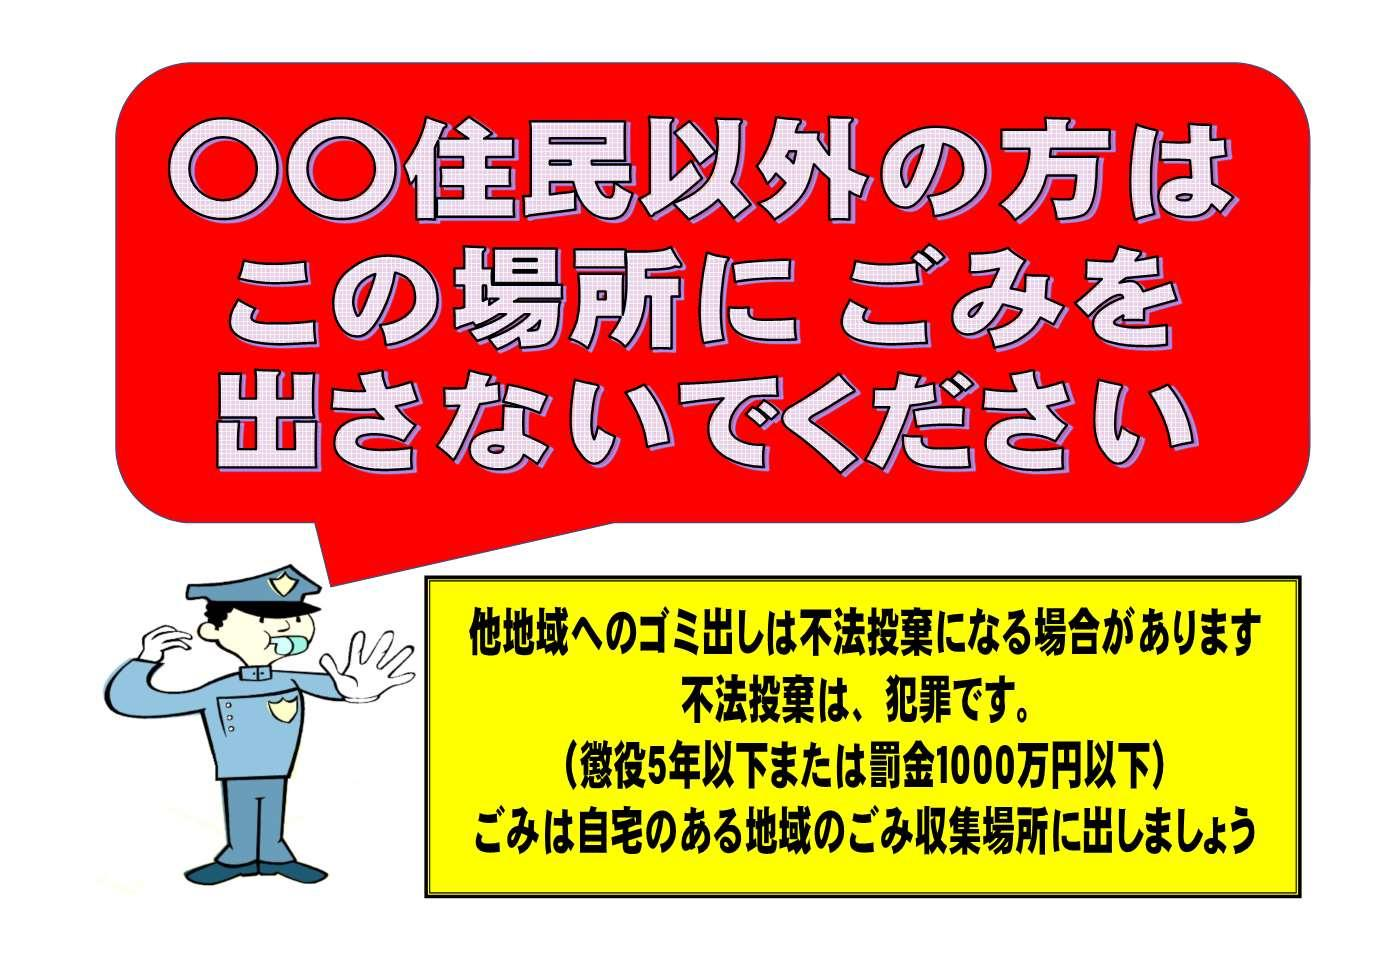 〇〇住民以外の方は
この場所に ごみを
出さないでください
他地域へのゴミ出しは不法投棄になる場合があります
不法投棄は、犯罪です。
（懲役5年以下または罰金1000万円以下）
ごみは自宅のある地域のごみ収集場所に出しましょう